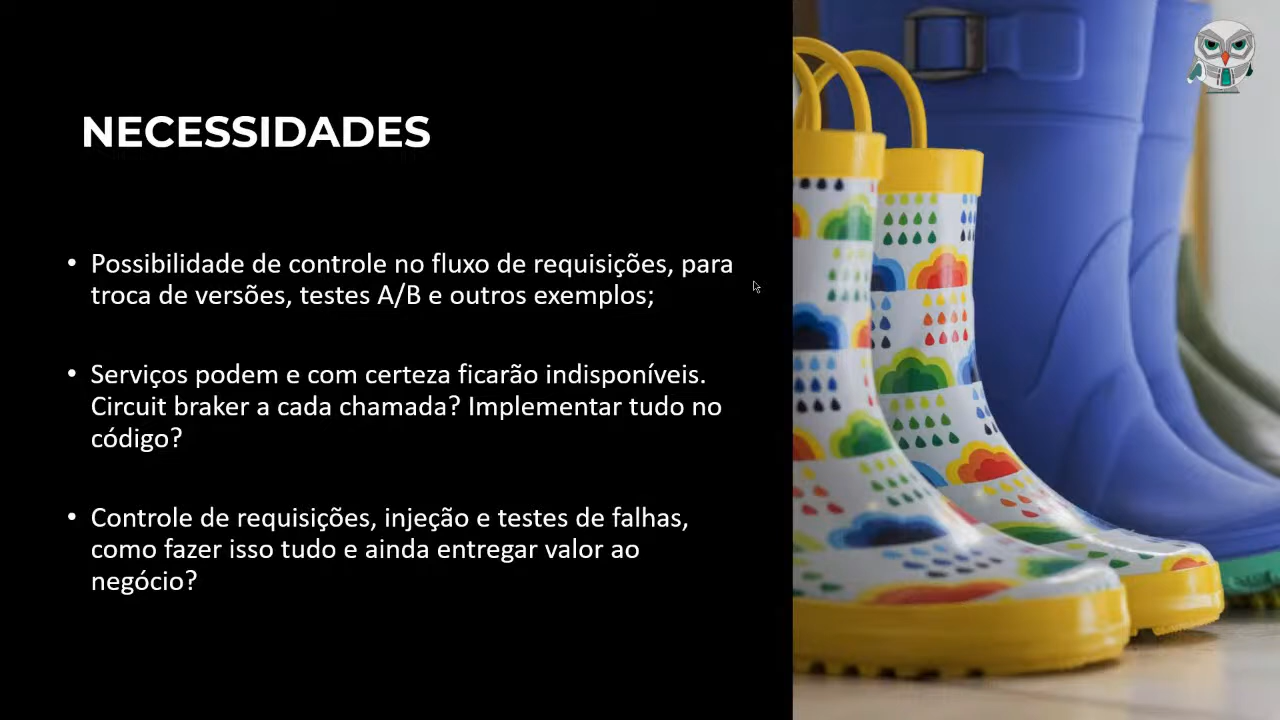 NECESSIDADES
• Possibilidade de controle no fluxo de requisições, para
troca de versões, testes A/B e outros exemplos;
• Serviços podem e com certeza ficarão indisponíveis.
Circuit braker a cada chamada? Implementar tudo no
código?
• Controle de requisições, injeção e testes de falhas,
como fazer isso tudo e ainda entregar valor ao
negócio?